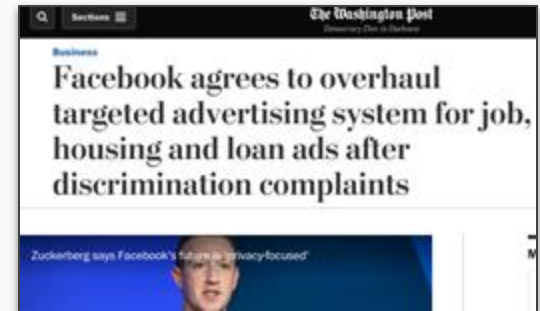 Sections
The Washington Post
Democracy Dies in Darkness
Business
Facebook agrees to overhaul
targeted advertising system for job,
housing and loan ads after
discrimination complaints
Zuckerberg says Facebook's future is 'privacy-focused'
M